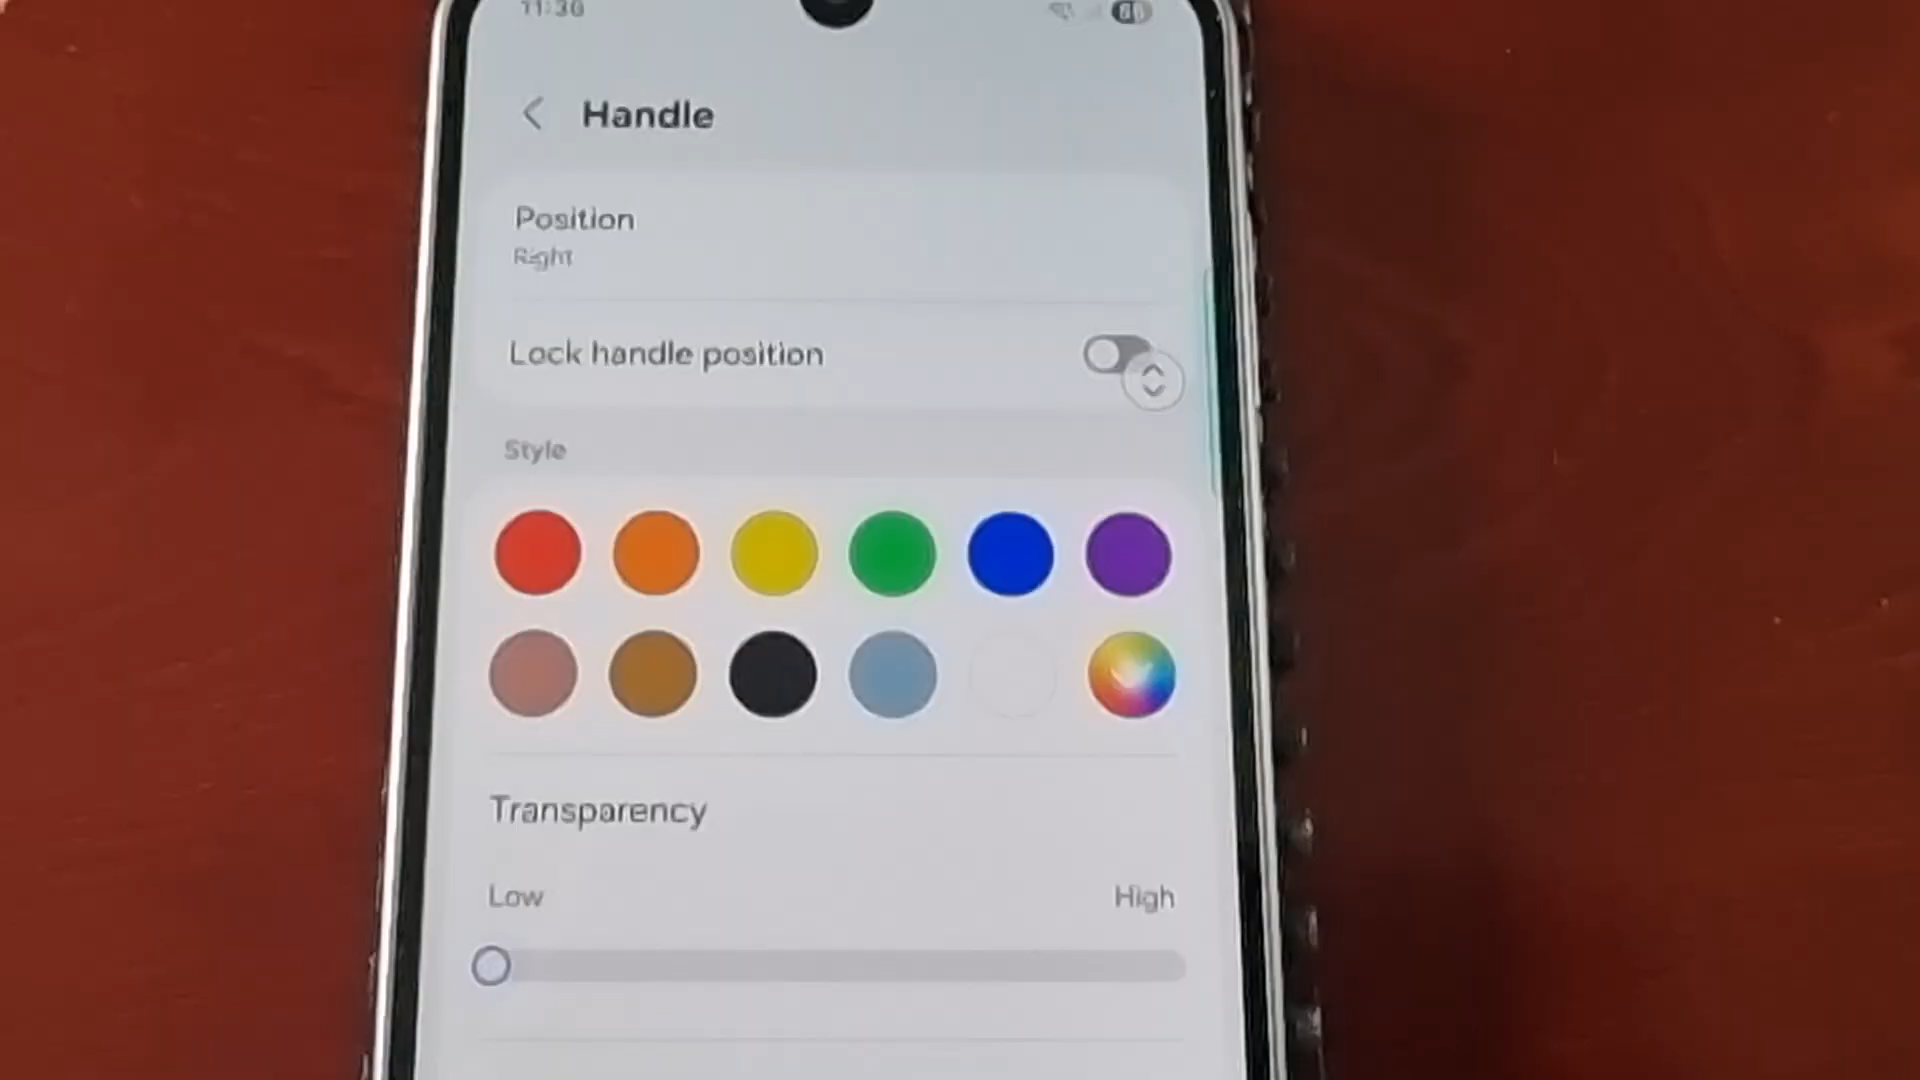 11:30
Handle
Position
Right
Lock handle position
Style
Transparency
Low High